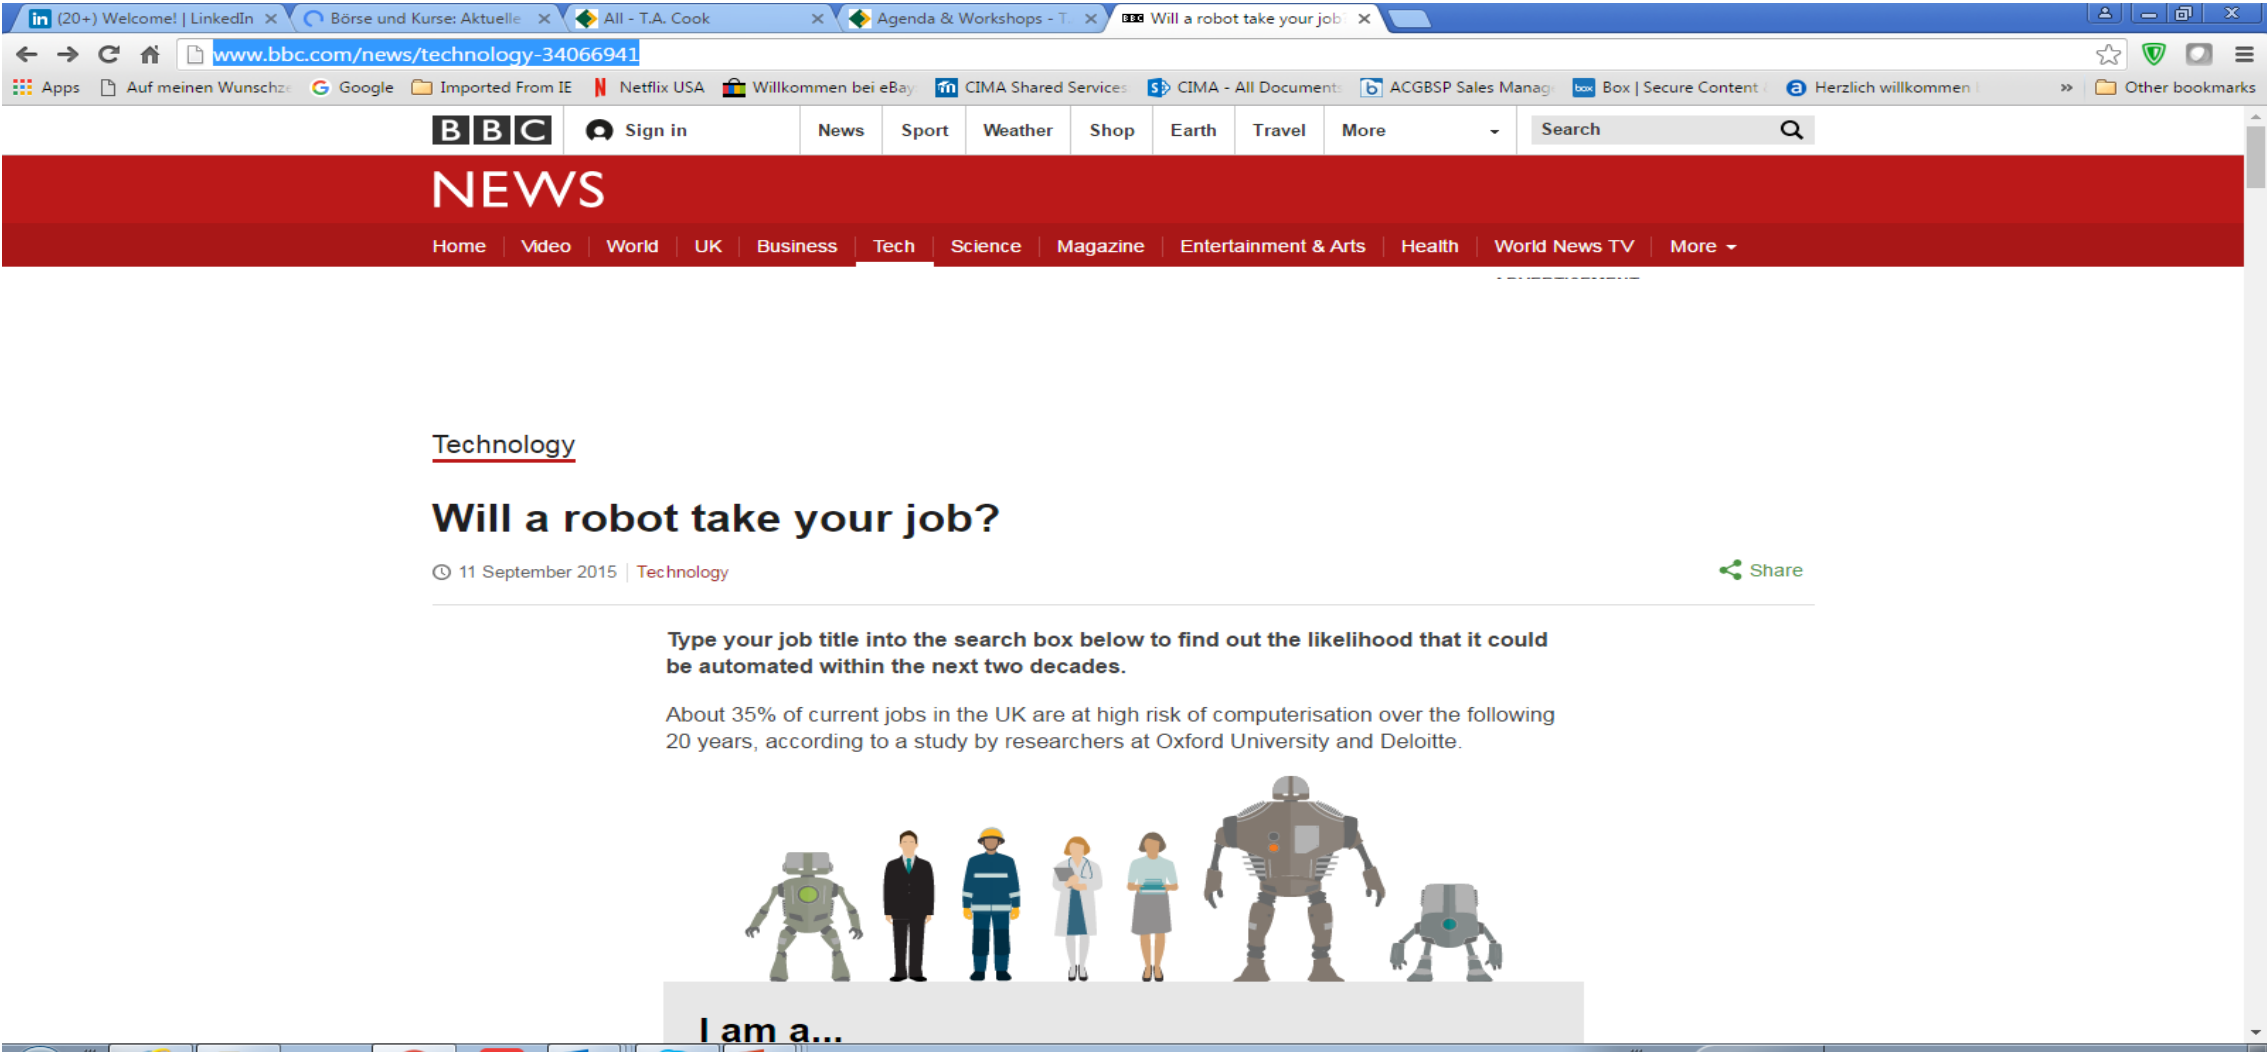 (20+) Welcome! | LinkedIn
Börse und Kurse: Aktuelle
All - T.A. Cook
Agenda & Workshops - T.
BBC Will a robot take your job
www.bbc.com/news/technology-34066941
Apps Auf meinen Wunschz Google Imported From IE Netflix USA Willkommen bei eBay CIMA Shared Services CIMA - All Document ACGBSP Sales Manag box Box | Secure Content Herzlich willkommen » Other bookmarks
BBC Sign in News Sport Weather Shop Earth Travel More Search
NEWS
Home Video World UK Business Tech Science Magazine Entertainment & Arts Health World News TV More
Technology
Will a robot take your job?
11 September 2015 Technology Share
Type your job title into the search box below to find out the likelihood that it could
be automated within the next two decades.
About 35% of current jobs in the UK are at high risk of computerisation over the following
20 years, according to a study by researchers at Oxford University and Deloitte.
I am a...